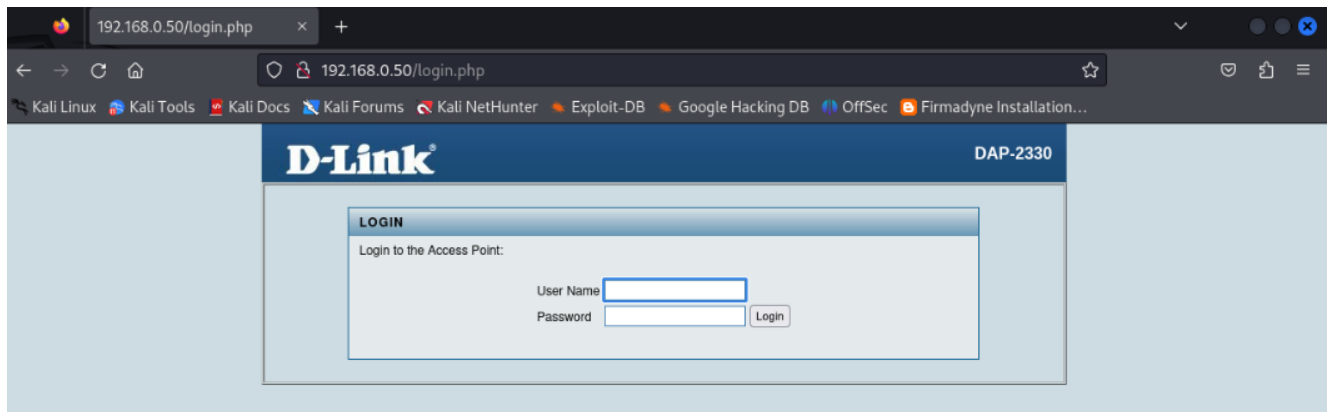 192.168.0.50/login.php
192.168.0.50/login.php
Kali Linux Kali Tools Kali Docs Kali Forums Kali NetHunter Exploit-DB Google Hacking DB OffSec Firmadyne Installation...
D-Link® DAP-2330
LOGIN
Login to the Access Point:
User Name
Password Login